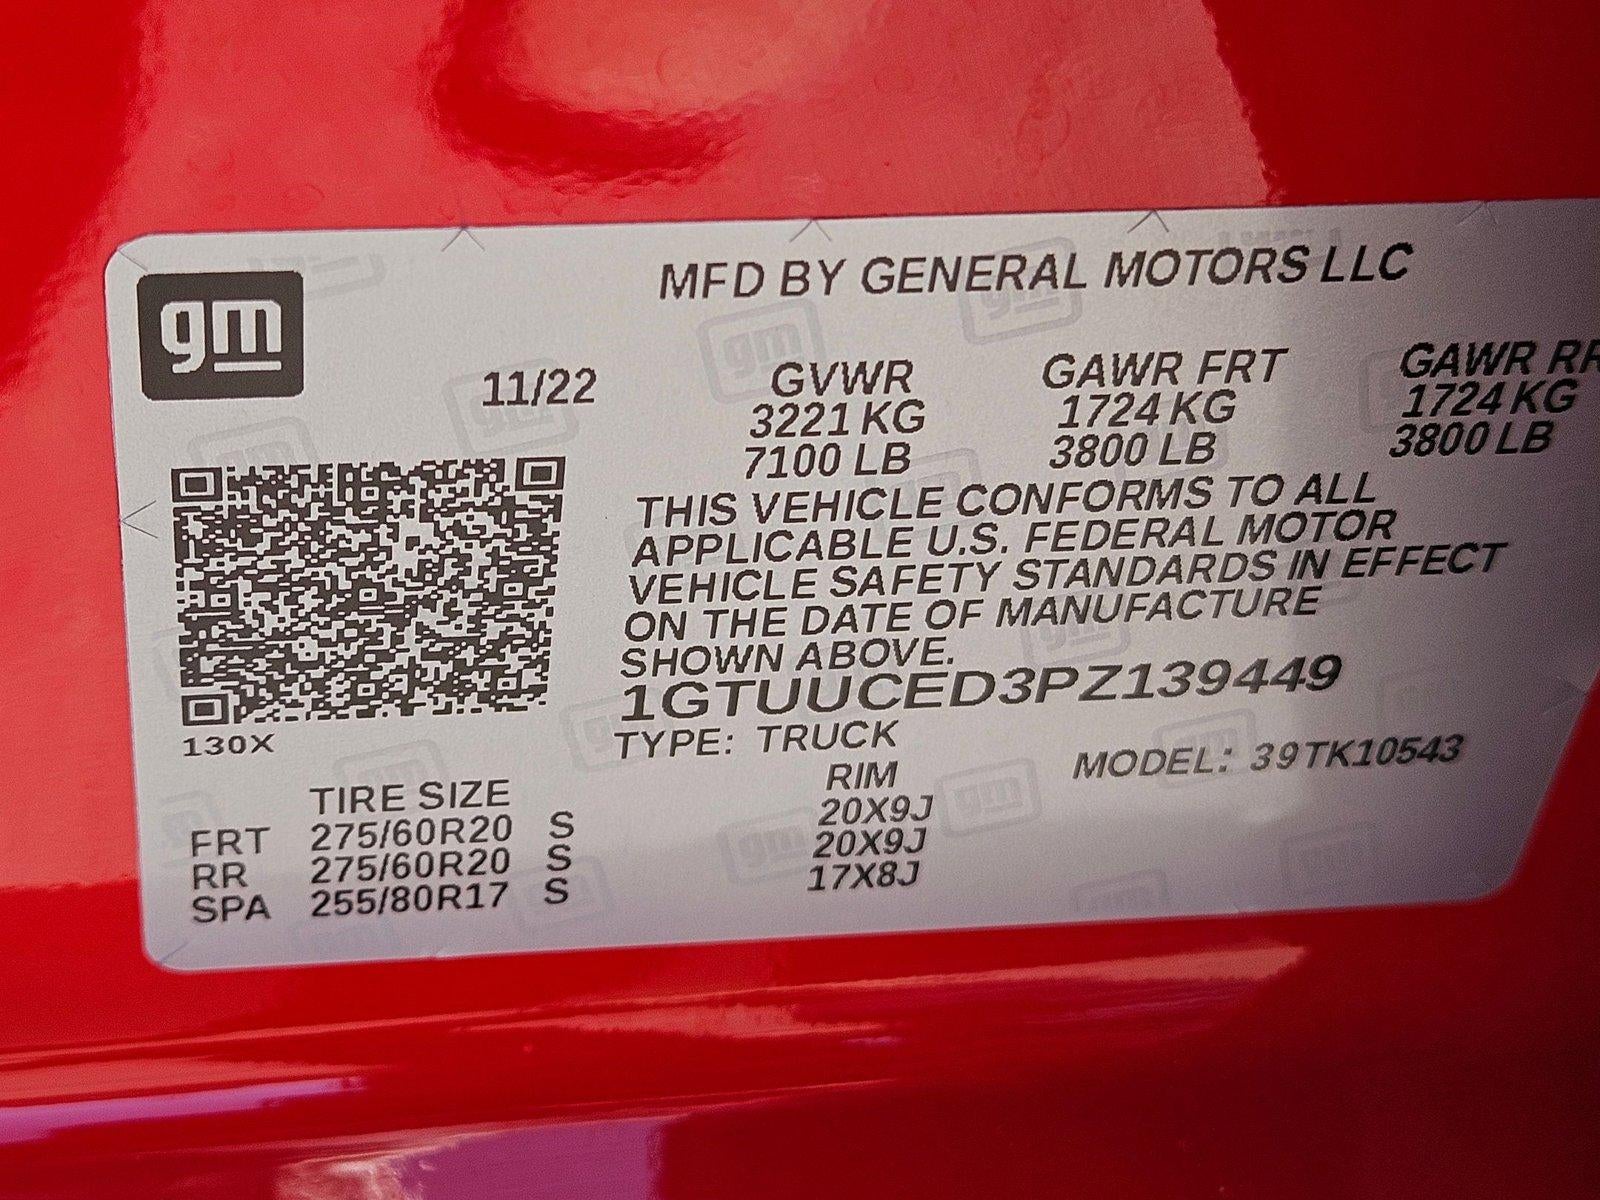 gm
MFD BY GENERAL MOTORS LLC
11/22
GVWR GAWR FRT GAWR RR
3221 KG 1724 KG 1724 KG
7100 LB 3800 LB 3800 LB
THIS VEHICLE CONFORMS TO ALL
APPLICABLE U.S. FEDERAL MOTOR
VEHICLE SAFETY STANDARDS IN EFFECT
ON THE DATE OF MANUFACTURE
SHOWN ABOVE.
1GTUUCED3PZ139449
130X
TYPE: TRUCK MODEL: 39TK10543
TIRE SIZE RIM
FRT 275/60R20 S 20X9J
RR 275/60R20 S 20X9J
SPA 255/80R17 S 17X8J